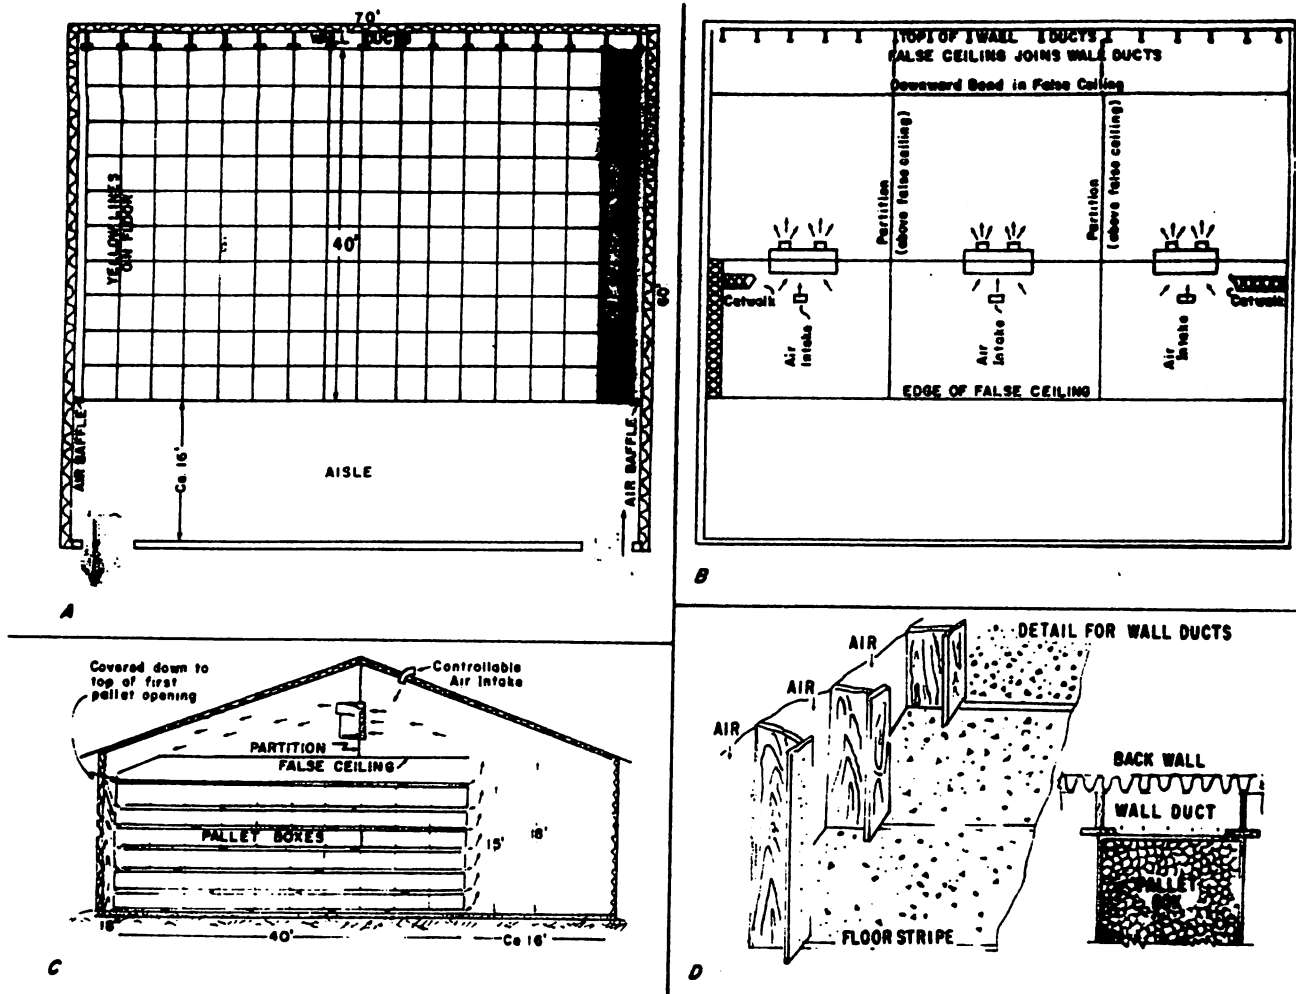 70'
WALL DUCTS
YELLOW LINES
ON FLOOR
40'
60'
AIR BAFFLE
Ca. 16'
AISLE
AIR BAFFLE
A
TOP OF WALL DUCTS
FALSE CEILING JOINS WALL DUCTS
Downward Bend in False Ceiling
Partition
(above false ceiling)
Partition
(above false ceiling)
Catwalk
Catwalk
Air
Intake
Air
Intake
Air
Intake
EDGE OF FALSE CEILING
B
Covered down to
top of first
pallet opening
Controllable
Air Intake
PARTITION
FALSE CEILING
PALLET BOXES
15'
18'
18"
40'
Ca 16'
C
AIR
AIR
AIR
DETAIL FOR WALL DUCTS
FLOOR STRIPE
BACK WALL
WALL DUCT
PALLET
BOX
D